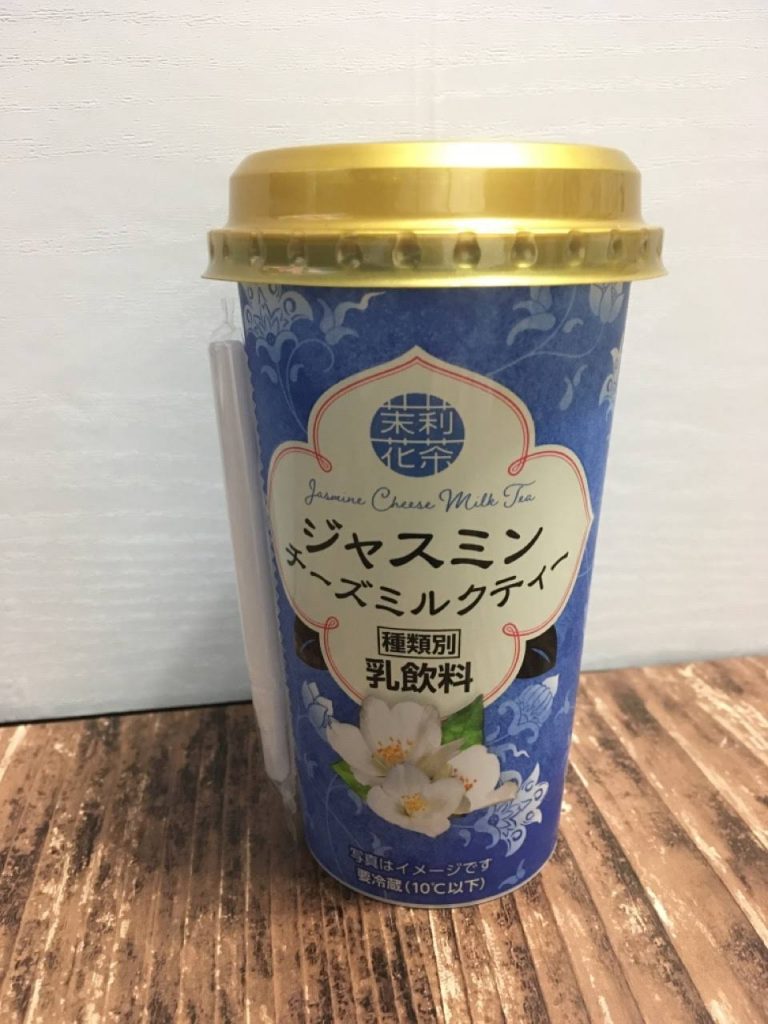 茉莉
花茶
Jasmine Cheese Milk Tea
ジャスミン
チーズミルクティー
種類別
乳飲料
写真はイメージです
要冷蔵(10℃以下)